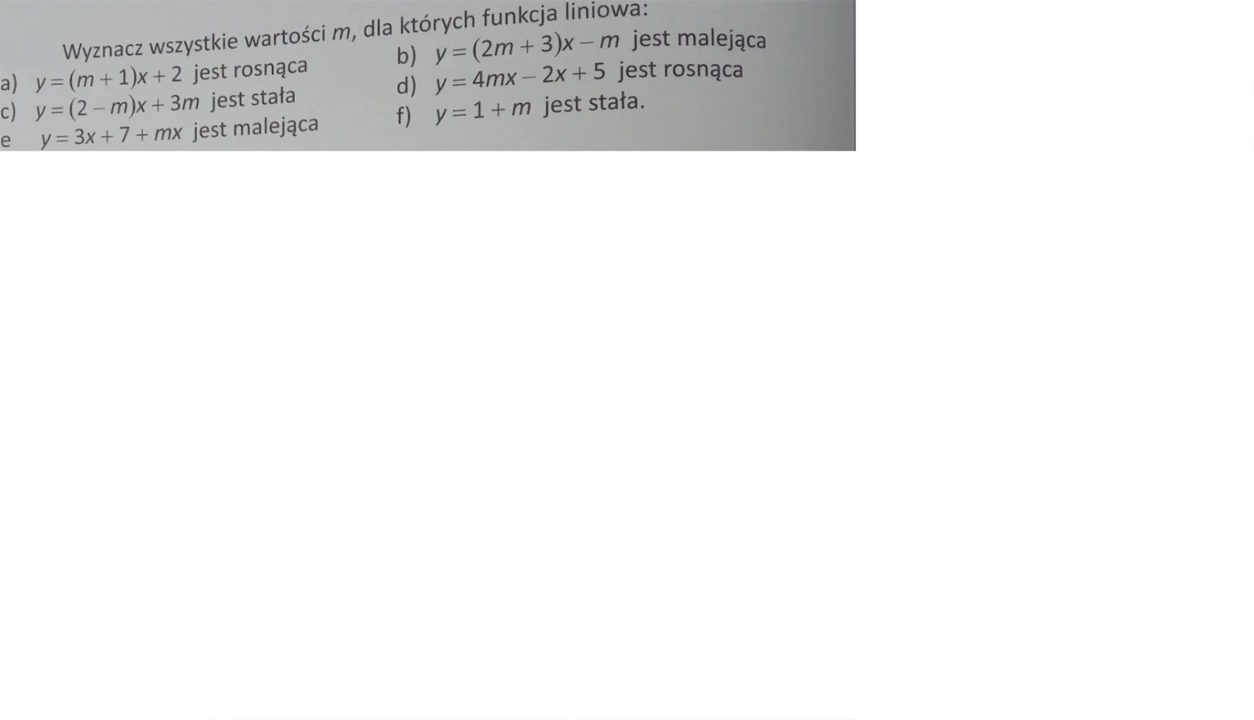 Wyznacz wszystkie wartości m, dla których funkcja liniowa:
a) y = (m + 1)x + 2 jest rosnąca
b) y = (2m + 3)x – m jest malejąca
c) y = (2 – m)x + 3m jest stała
d) y = 4mx – 2x + 5 jest rosnąca
e y = 3x + 7 + mx jest malejąca
f) y = 1 + m jest stała.